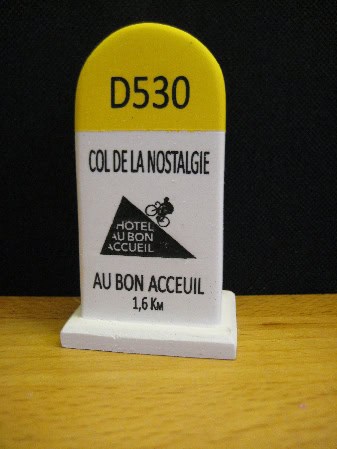 D530
COL DE LA NOSTALGIE
HOTEL
AU BON
ACCUEIL
AU BON ACCEUIL
1,6 KM